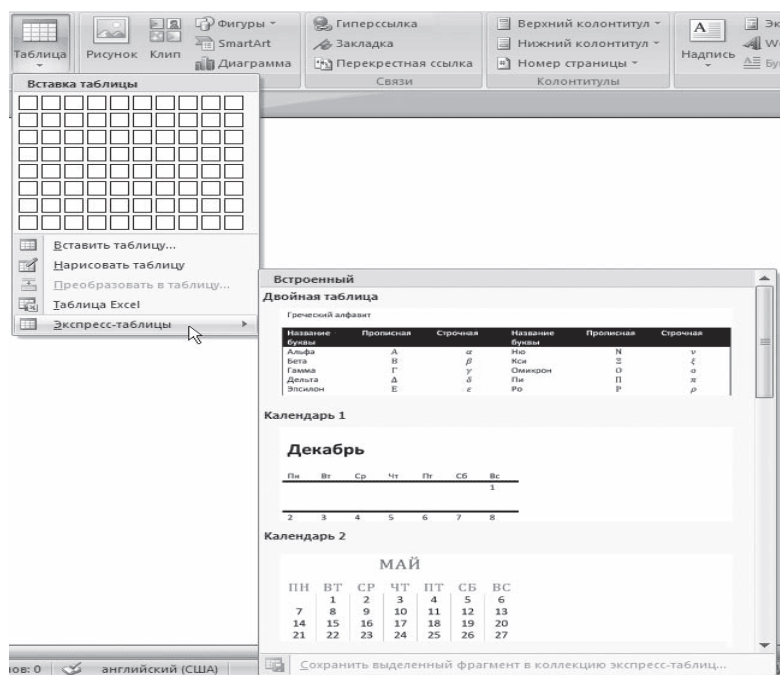 Таблица
Рисунок
Клип
Фигуры
SmartArt
Диаграмма
Гиперссылка
Закладка
Перекрестная ссылка
Связи
Верхний колонтитул
Нижний колонтитул
Номер страницы
Колонтитулы
A
Надпись
Вставка таблицы
Вставить таблицу...
Нарисовать таблицу
Преобразовать в таблицу...
Таблица Excel
Экспресс-таблицы
Встроенный
Двойная таблица
Греческий алфавит
Название буквы Прописная Строчная Название буквы Прописная Строчная
Альфа Α α Ню Ν ν
Бета Β β Кси Ξ ξ
Гамма Γ γ Омикрон Ο ο
Дельта Δ δ Пи Π π
Эпсилон Ε ε Ро Ρ ρ
Календарь 1
Декабрь
Пн Вт Ср Чт Пт Сб Вс
1
2 3 4 5 6 7 8
Календарь 2
МАЙ
ПН ВТ СР ЧТ ПТ СБ ВС
1 2 3 4 5 6
7 8 9 10 11 12 13
14 15 16 17 18 19 20
21 22 23 24 25 26 27
Сохранить выделенный фрагмент в коллекцию экспресс-таблиц...
ов: 0
английский (США)